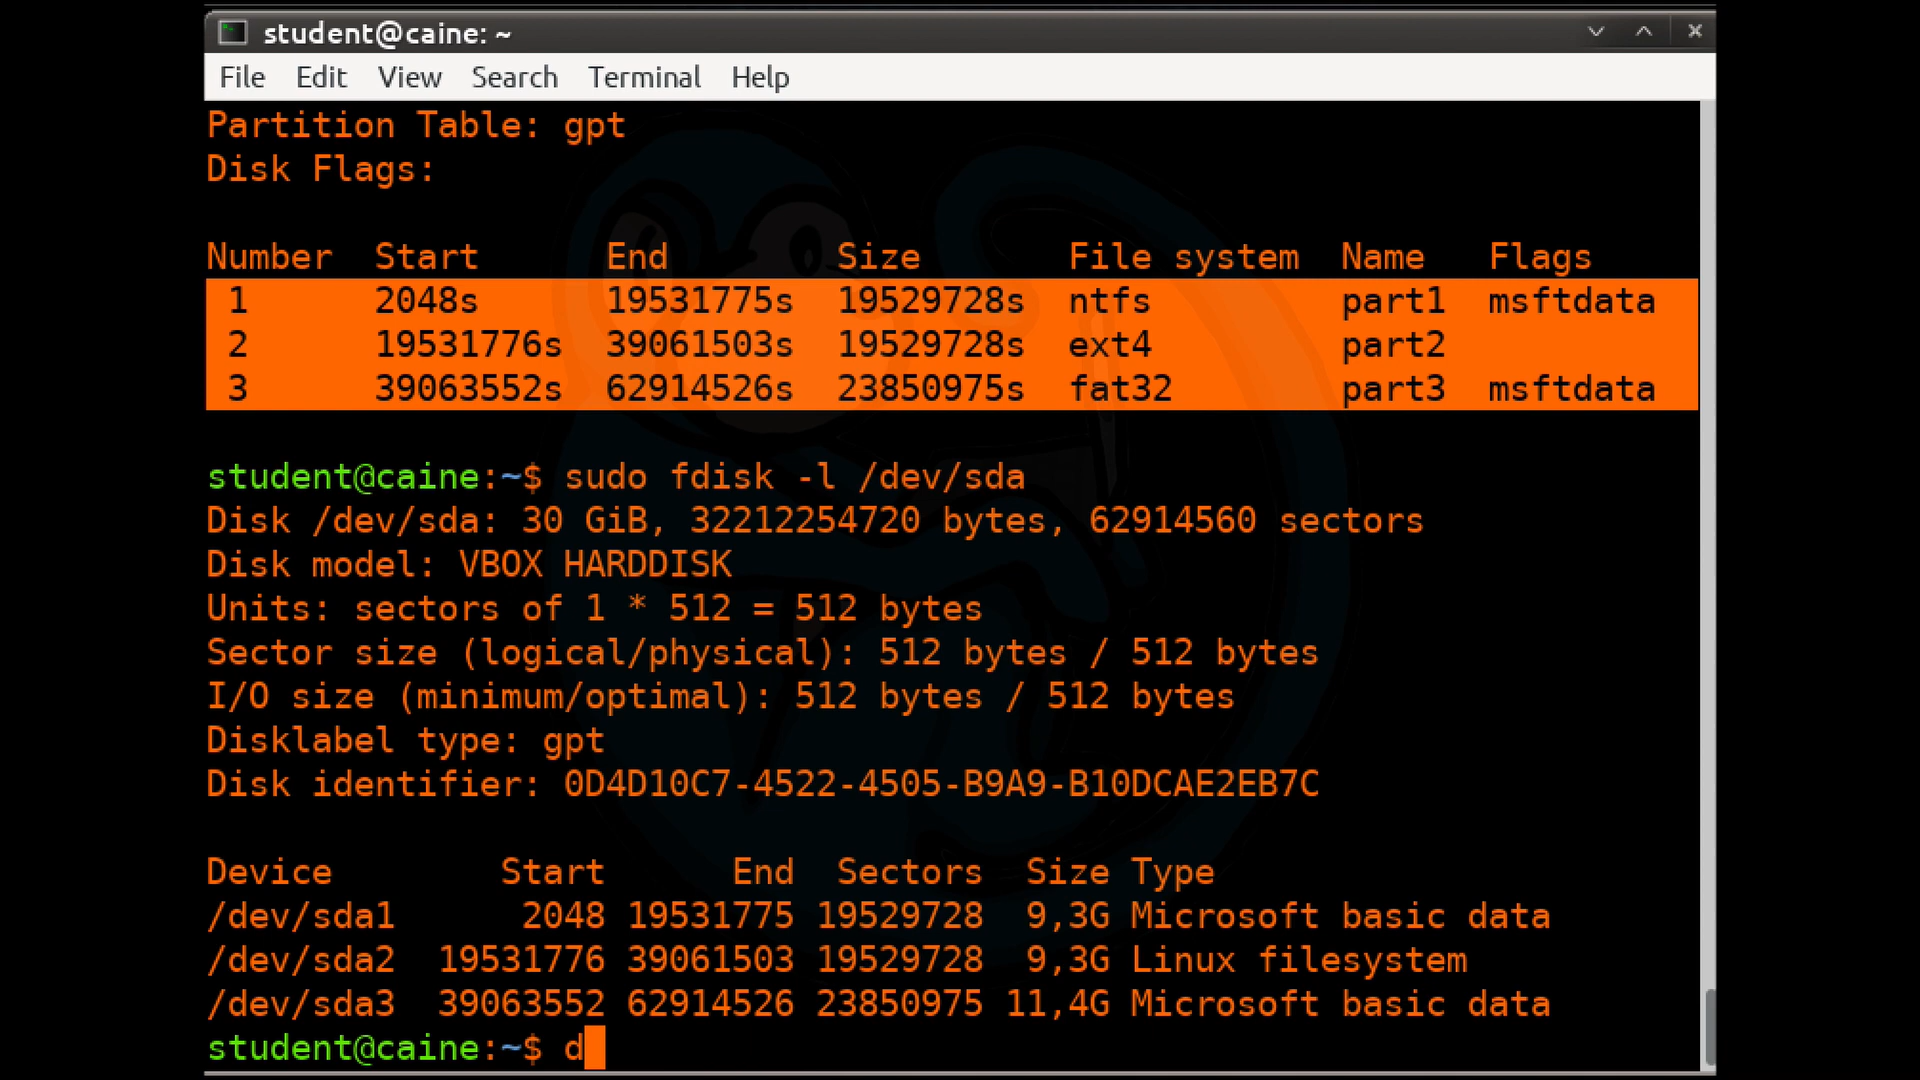 student@caine: ~
File Edit View Search Terminal Help
Partition Table: gpt
Disk Flags:
Number  Start      End        Size       File system  Name   Flags
 1      2048s      19531775s  19529728s  ntfs         part1  msftdata
 2      19531776s  39061503s  19529728s  ext4         part2
 3      39063552s  62914526s  23850975s  fat32        part3  msftdata
student@caine:~$ sudo fdisk -l /dev/sda
Disk /dev/sda: 30 GiB, 32212254720 bytes, 62914560 sectors
Disk model: VBOX HARDDISK
Units: sectors of 1 * 512 = 512 bytes
Sector size (logical/physical): 512 bytes / 512 bytes
I/O size (minimum/optimal): 512 bytes / 512 bytes
Disklabel type: gpt
Disk identifier: 0D4D10C7-4522-4505-B9A9-B10DCAE2EB7C
Device        Start      End  Sectors  Size Type
/dev/sda1      2048 19531775 19529728  9,3G Microsoft basic data
/dev/sda2  19531776 39061503 19529728  9,3G Linux filesystem
/dev/sda3  39063552 62914526 23850975 11,4G Microsoft basic data
student@caine:~$ d